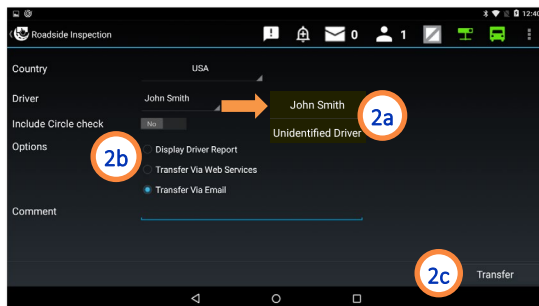 12:40
Roadside Inspection
0
1
Country
USA
Driver
John Smith
John Smith
2a
Unidentified Driver
Include Circle check
No
Options
2b
Display Driver Report
Transfer Via Web Services
Transfer Via Email
Comment
2c
Transfer